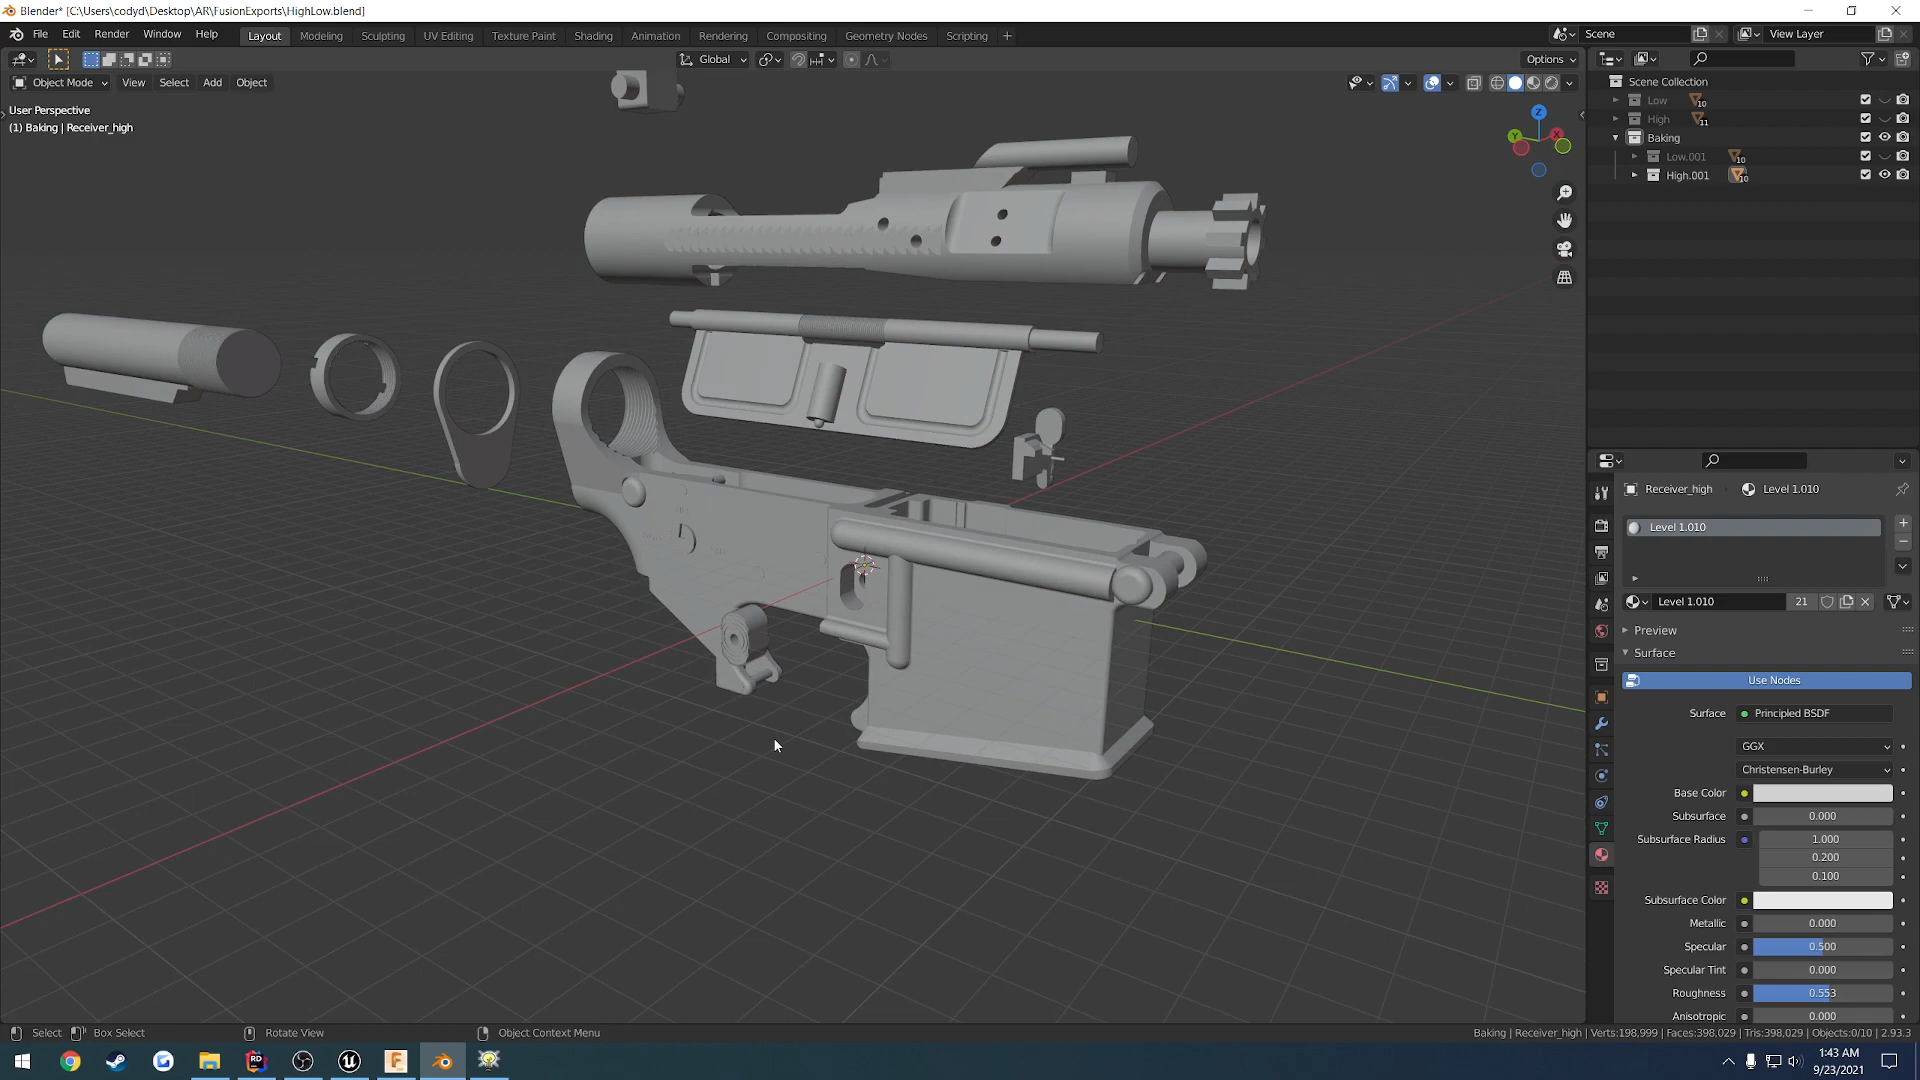 Blender* [C:\Users\codyd\Desktop\AR\FusionExports\HighLow.blend]
File Edit Render Window Help Layout Modeling Sculpting UV Editing Texture Paint Shading Animation Rendering Compositing Geometry Nodes Scripting + Scene View Layer
Global Options
Object Mode View Select Add Object
User Perspective
(1) Baking | Receiver_high
Z
Y
X
Scene Collection
Low 10
High 11
Baking
Low.001 10
High.001 10
Receiver_high Level 1.010
Level 1.010
Level 1.010 21
Preview
Surface
Use Nodes
Surface Principled BSDF
GGX
Christensen-Burley
Base Color
Subsurface 0.000
Subsurface Radius 1.000
0.200
0.100
Subsurface Color
Metallic 0.000
Specular 0.500
Specular Tint 0.000
Roughness 0.553
Anisotropic 0.000
Select Box Select Rotate View Object Context Menu Baking | Receiver_high | Verts:198,999 | Faces:398,029 | Tris:398,029 | Objects:0/10 | 2.93.3
RD F
1:43 AM
9/23/2021